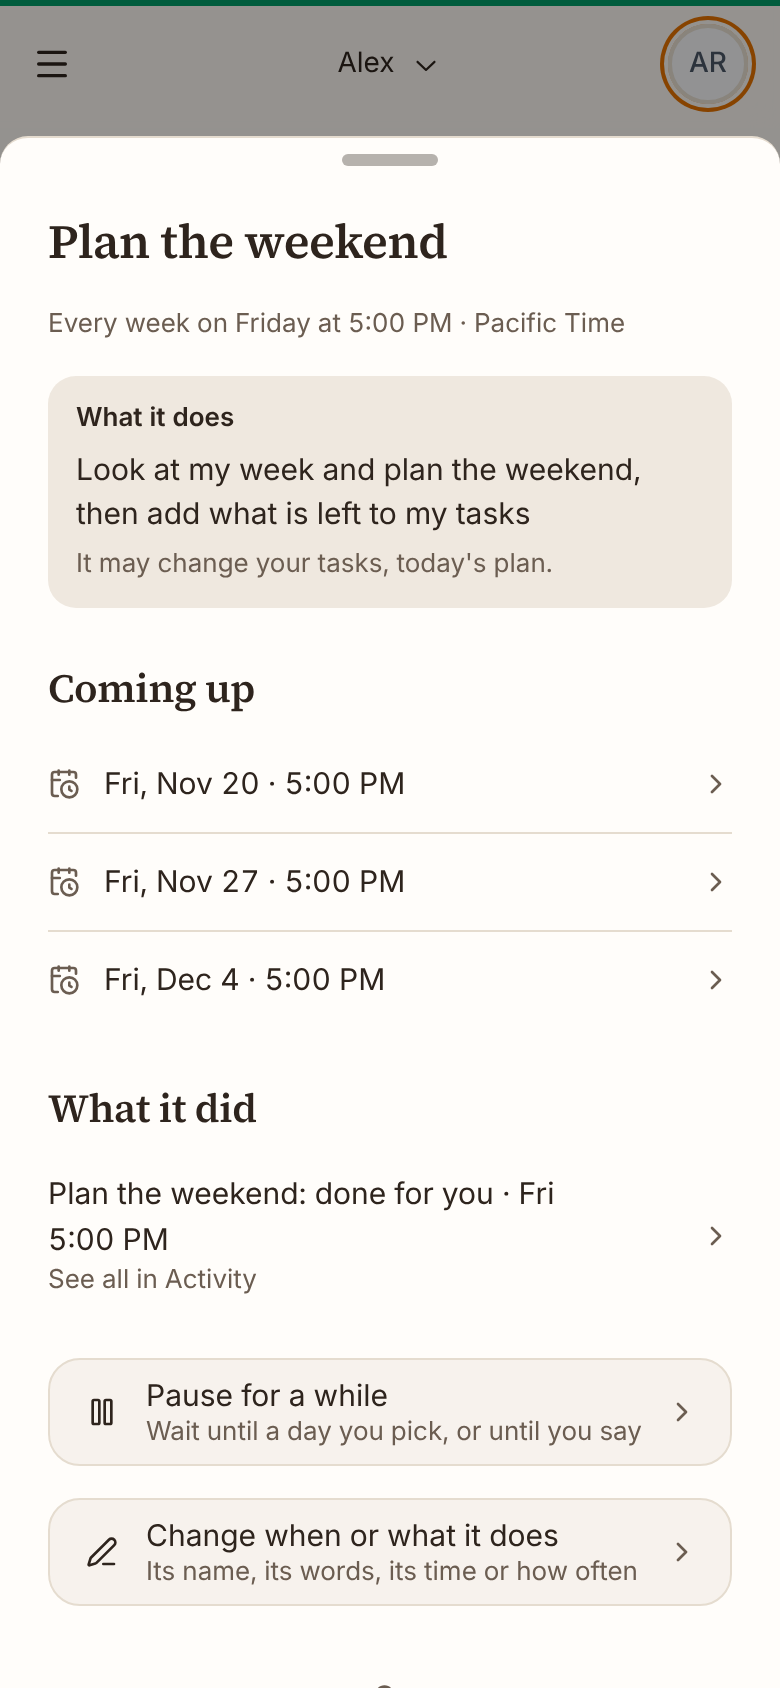 Alex
AR
Plan the weekend
Every week on Friday at 5:00 PM · Pacific Time
What it does
Look at my week and plan the weekend,
then add what is left to my tasks
It may change your tasks, today's plan.
Coming up
Fri, Nov 20 · 5:00 PM
Fri, Nov 27 · 5:00 PM
Fri, Dec 4 · 5:00 PM
What it did
Plan the weekend: done for you · Fri
5:00 PM
See all in Activity
Pause for a while
Wait until a day you pick, or until you say
Change when or what it does
Its name, its words, its time or how often